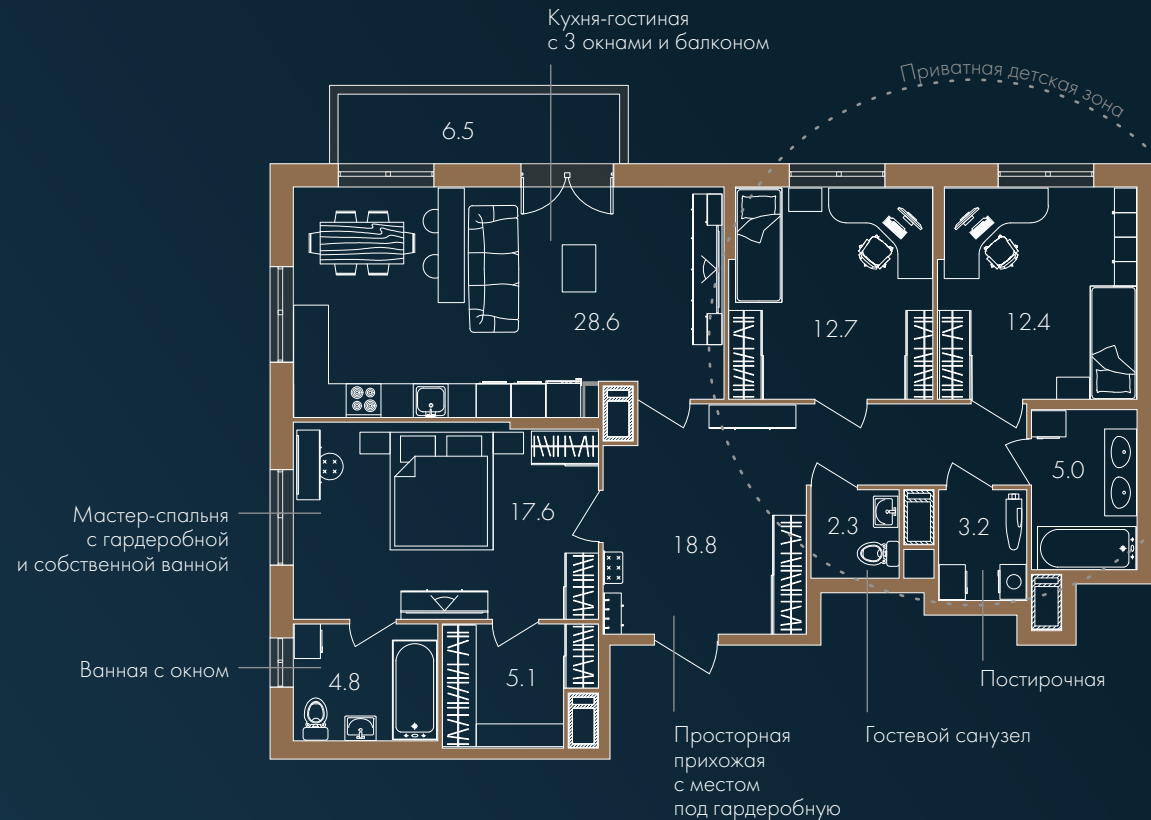 Кухня-гостиная
с 3 окнами и балконом
Приватная детская зона
6.5
28.6
12.7
12.4
5.0
17.6
Мастер-спальня
с гардеробной
и собственной ванной
18.8
2.3
3.2
Ванная с окном
4.8
5.1
Постирочная
Просторная
прихожая
с местом
под гардеробную
Гостевой санузел